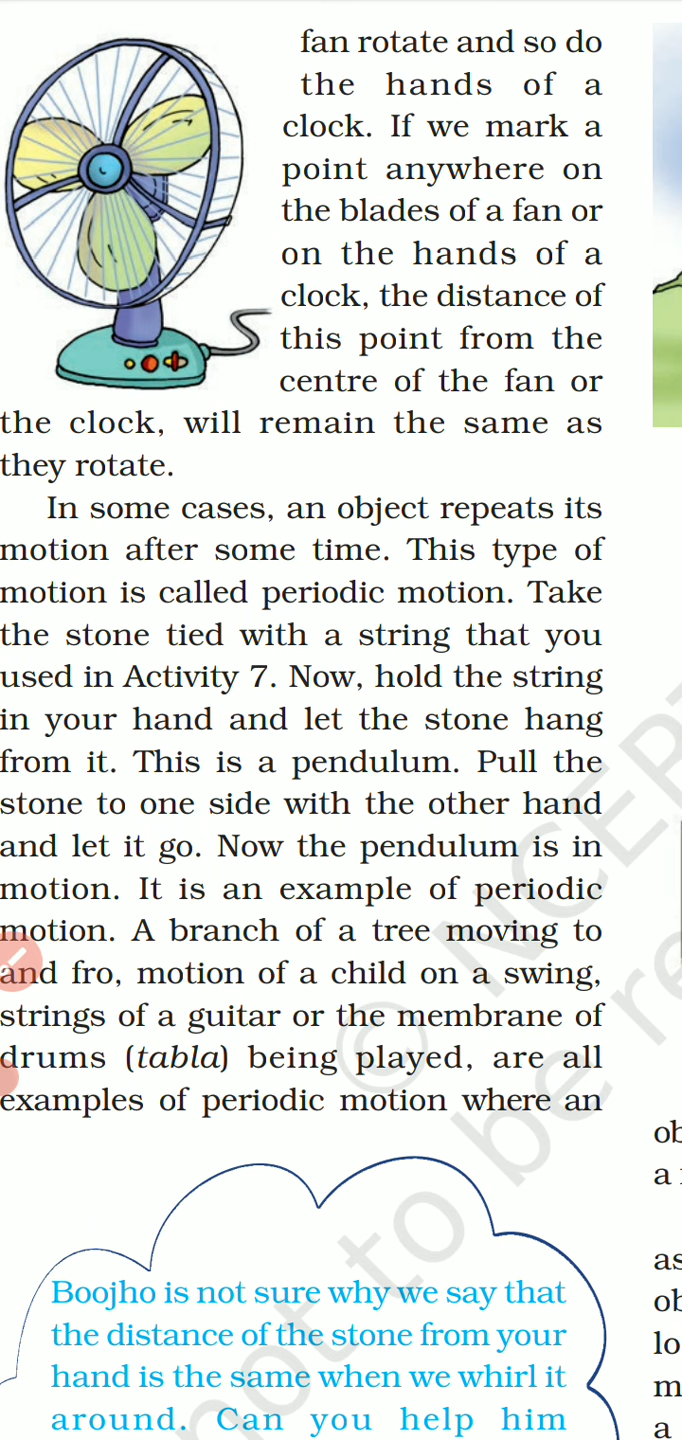 fan rotate and so do
the hands of a
clock. If we mark a
point anywhere on
the blades of a fan or
on the hands of a
clock, the distance of
this point from the
centre of the fan or
the clock, will remain the same as
they rotate.
In some cases, an object repeats its
motion after some time. This type of
motion is called periodic motion. Take
the stone tied with a string that you
used in Activity 7. Now, hold the string
in your hand and let the stone hang
from it. This is a pendulum. Pull the
stone to one side with the other hand
and let it go. Now the pendulum is in
motion. It is an example of periodic
motion. A branch of a tree moving to
and fro, motion of a child on a swing,
strings of a guitar or the membrane of
drums (tabla) being played, are all
examples of periodic motion where an
Boojho is not sure why we say that
the distance of the stone from your
hand is the same when we whirl it
around. Can you help him
© NCERT
not to be re
ob
a
as
ob
lo
m
a